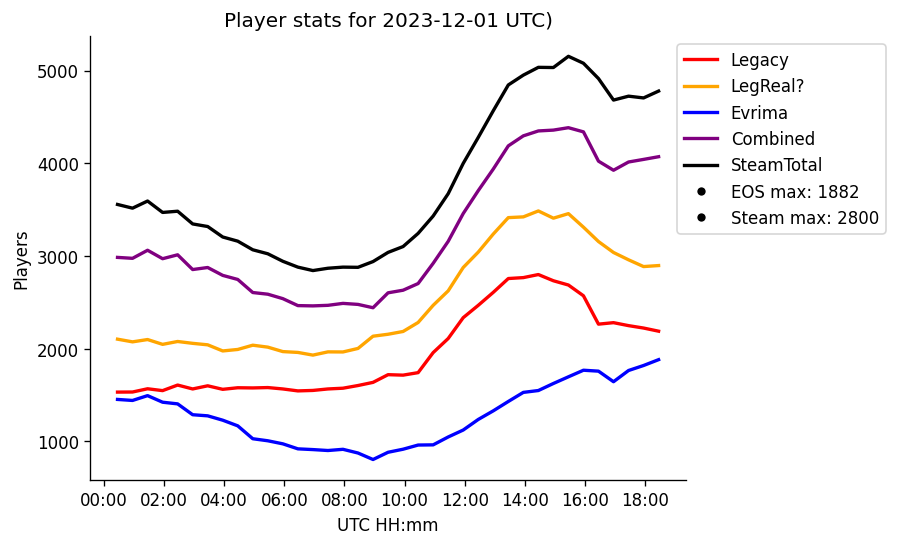 Player stats for 2023-12-01 UTC)
Players
5000
4000
3000
2000
1000
00:00 02:00 04:00 06:00 08:00 10:00 12:00 14:00 16:00 18:00
UTC HH:mm
Legacy
LegReal?
Evrima
Combined
SteamTotal
EOS max: 1882
Steam max: 2800